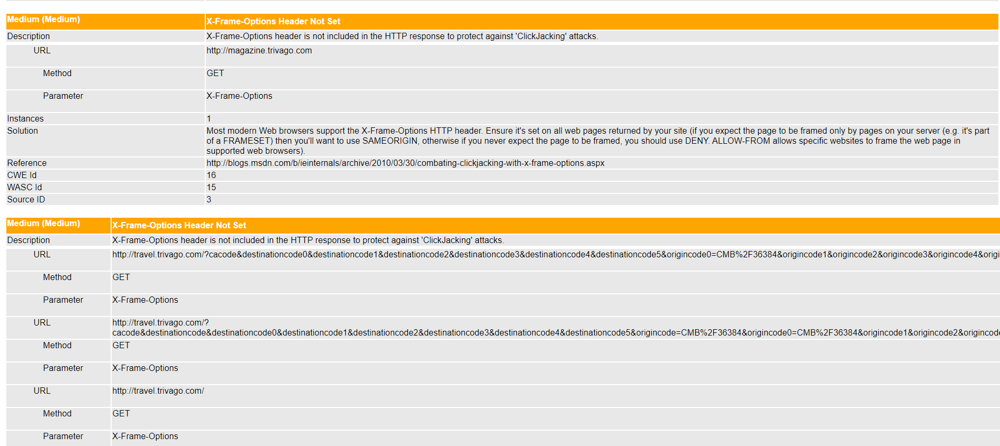 Medium (Medium) X-Frame-Options Header Not Set
Description X-Frame-Options header is not included in the HTTP response to protect against 'ClickJacking' attacks.
URL http://magazine.trivago.com
Method GET
Parameter X-Frame-Options
Instances 1
Solution Most modern Web browsers support the X-Frame-Options HTTP header. Ensure it's set on all web pages returned by your site (if you expect the page to be framed only by pages on your server (e.g. it's part
of a FRAMESET) then you'll want to use SAMEORIGIN, otherwise if you never expect the page to be framed, you should use DENY. ALLOW-FROM allows specific websites to frame the web page in
supported web browsers).
Reference http://blogs.msdn.com/b/ieinternals/archive/2010/03/30/combating-clickjacking-with-x-frame-options.aspx
CWE Id 16
WASC Id 15
Source ID 3
Medium (Medium) X-Frame-Options Header Not Set
Description X-Frame-Options header is not included in the HTTP response to protect against 'ClickJacking' attacks.
URL http://travel.trivago.com/?cacode&destinationcode0&destinationcode1&destinationcode2&destinationcode3&destinationcode4&destinationcode5&origincode0=CMB%2F36384&origincode1&origincode2&origincode3&origincode4&origi
Method GET
Parameter X-Frame-Options
URL http://travel.trivago.com/?
cacode&destinationcode&destinationcode0&destinationcode1&destinationcode2&destinationcode3&destinationcode4&destinationcode5&origincode=CMB%2F36384&origincode0=CMB%2F36384&origincode1&origincode2&origincode
Method GET
Parameter X-Frame-Options
URL http://travel.trivago.com/
Method GET
Parameter X-Frame-Options